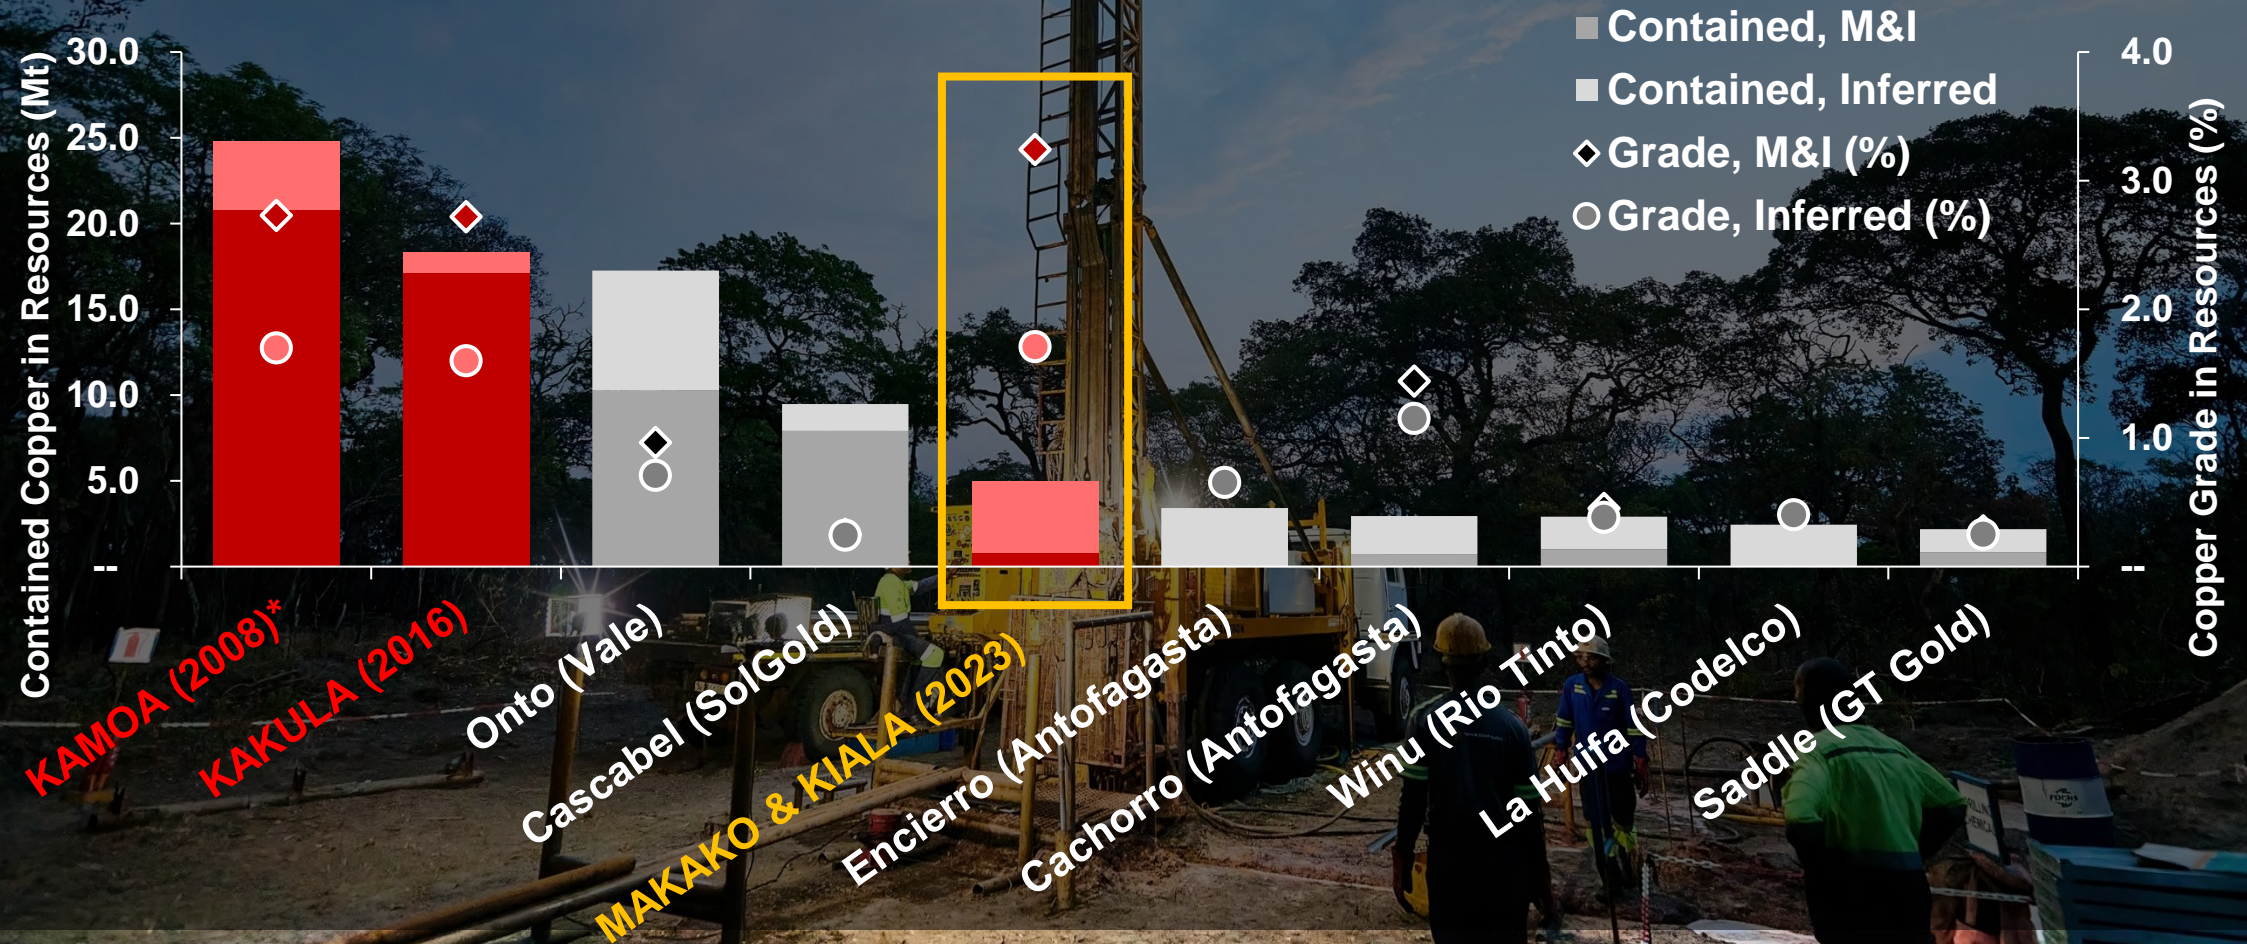 Contained, M&I
Contained, Inferred
Grade, M&I (%)
Grade, Inferred (%)
Contained Copper in Resources (Mt)
30.0
25.0
20.0
15.0
10.0
5.0
--
4.0
3.0
2.0
1.0
--
Copper Grade in Resources (%)
KAMOA (2008)*
KAKULA (2016)
Onto (Vale)
Cascabel (SolGold)
MAKAKO & KIALA (2023)
Encierro (Antofagasta)
Cachorro (Antofagasta)
Winu (Rio Tinto)
La Huifa (Codelco)
Saddle (GT Gold)
FUCHS